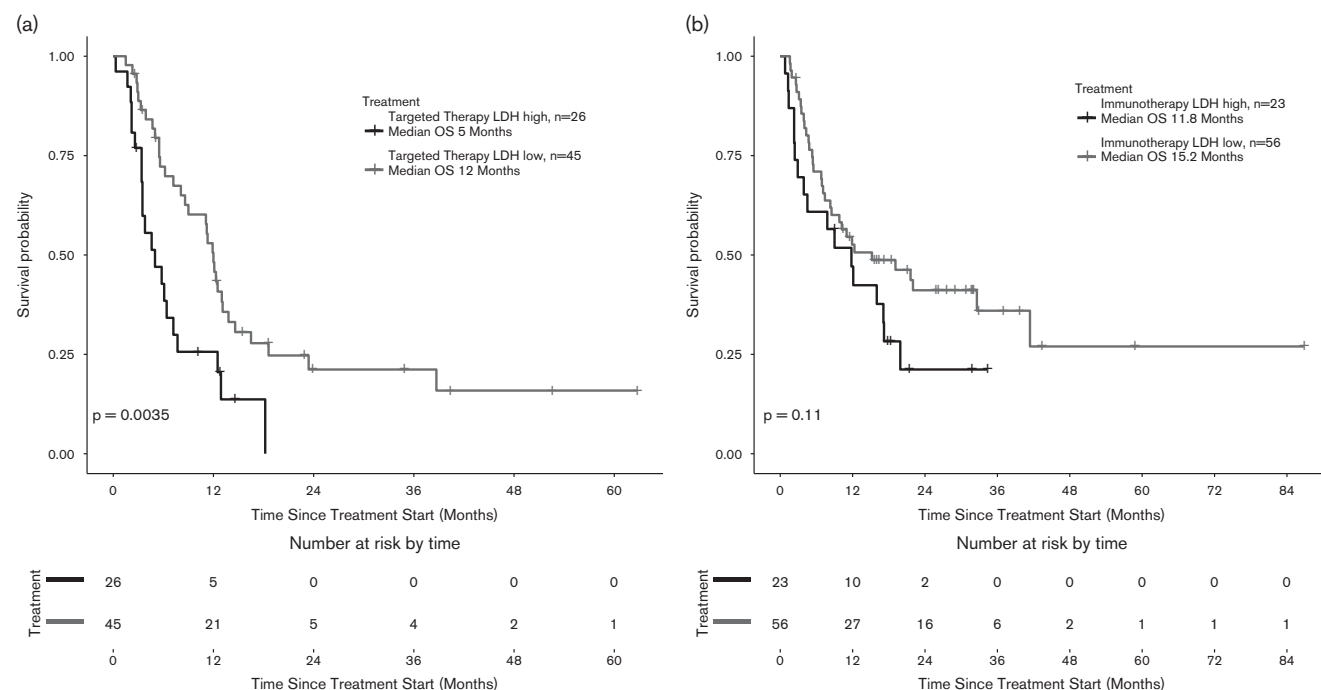 (a)
1.00
0.75
0.50
0.25
0.00
Survival probability
Treatment
Targeted Therapy LDH high, n=26
Median OS 5 Months
Targeted Therapy LDH low, n=45
Median OS 12 Months
p = 0.0035
0 12 24 36 48 60
Time Since Treatment Start (Months)
Number at risk by time
Treatment
26 5 0 0 0 0
45 21 5 4 2 1
0 12 24 36 48 60
Time Since Treatment Start (Months)
(b)
1.00
0.75
0.50
0.25
0.00
Survival probability
Treatment
Immunotherapy LDH high, n=23
Median OS 11.8 Months
Immunotherapy LDH low, n=56
Median OS 15.2 Months
p = 0.11
0 12 24 36 48 60 72 84
Time Since Treatment Start (Months)
Number at risk by time
Treatment
23 10 2 0 0 0 0 0
56 27 16 6 2 1 1 1
0 12 24 36 48 60 72 84
Time Since Treatment Start (Months)